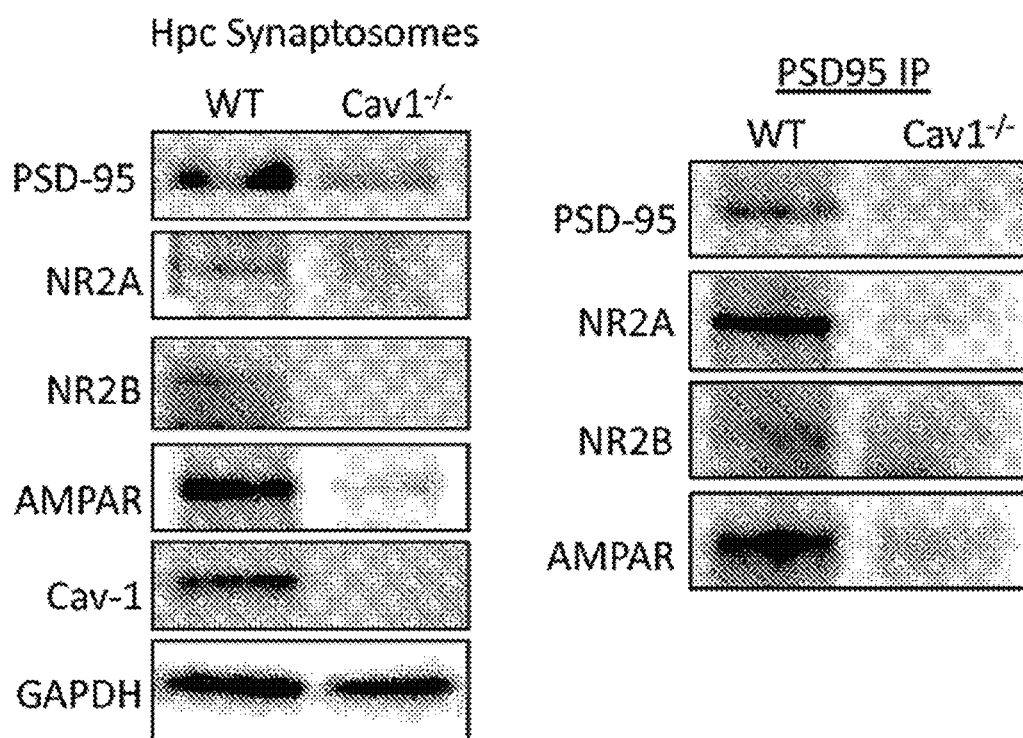 Hpc Synaptosomes
WT Cav1-/-
PSD-95
NR2A
NR2B
AMPAR
Cav-1
GAPDH
PSD95 IP
WT Cav1-/-
PSD-95
NR2A
NR2B
AMPAR